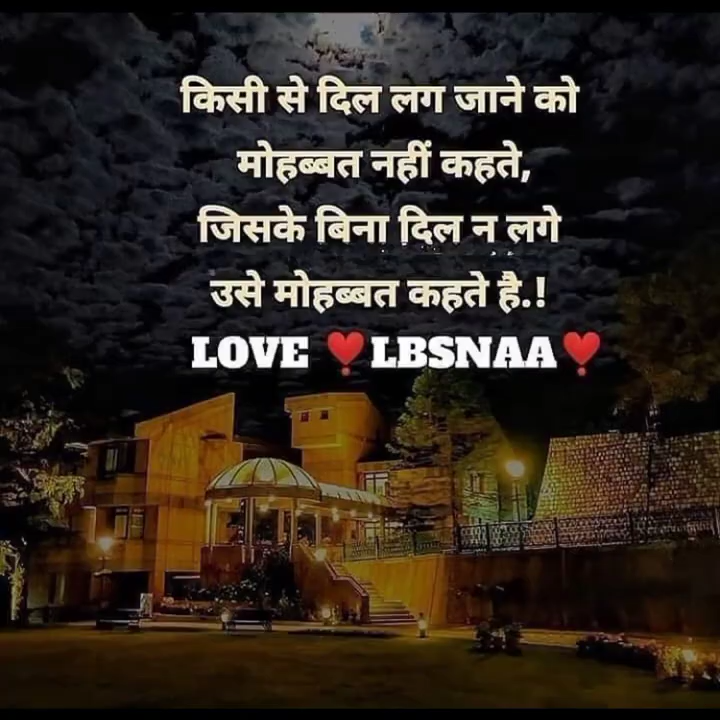 किसी से दिल लग जाने को
मोहब्बत नहीं कहते,
जिसके बिना दिल न लगे
उसे मोहब्बत कहते है.!
LOVE ❣️LBSNAA❣️